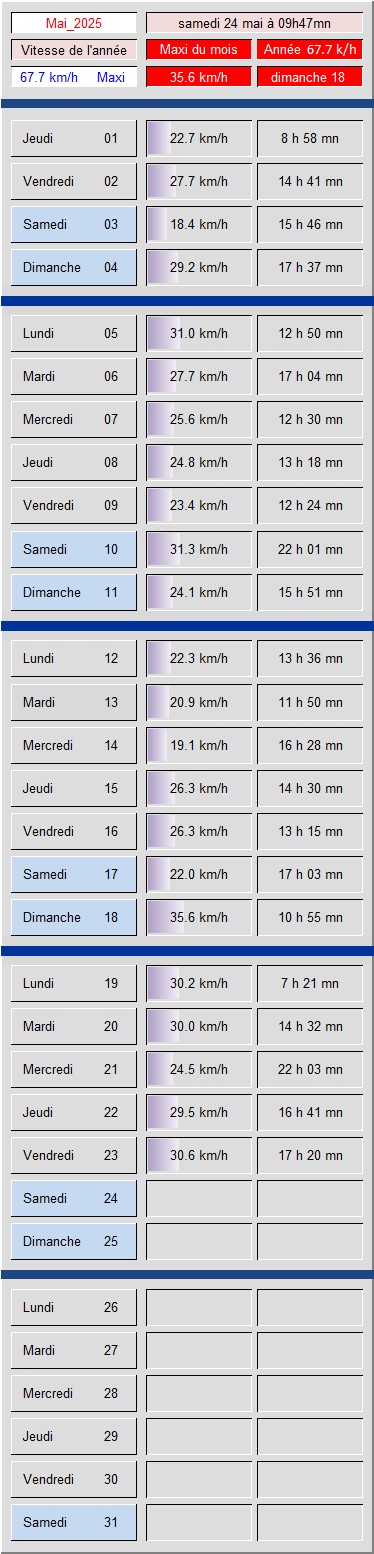 Mai_2025 samedi 24 mai à 09h47mn
Vitesse de l'année Maxi du mois Année 67.7 k/h
67.7 km/h Maxi 35.6 km/h dimanche 18
Jeudi 01 22.7 km/h 8 h 58 mn
Vendredi 02 27.7 km/h 14 h 41 mn
Samedi 03 18.4 km/h 15 h 46 mn
Dimanche 04 29.2 km/h 17 h 37 mn
Lundi 05 31.0 km/h 12 h 50 mn
Mardi 06 27.7 km/h 17 h 04 mn
Mercredi 07 25.6 km/h 12 h 30 mn
Jeudi 08 24.8 km/h 13 h 18 mn
Vendredi 09 23.4 km/h 12 h 24 mn
Samedi 10 31.3 km/h 22 h 01 mn
Dimanche 11 24.1 km/h 15 h 51 mn
Lundi 12 22.3 km/h 13 h 36 mn
Mardi 13 20.9 km/h 11 h 50 mn
Mercredi 14 19.1 km/h 16 h 28 mn
Jeudi 15 26.3 km/h 14 h 30 mn
Vendredi 16 26.3 km/h 13 h 15 mn
Samedi 17 22.0 km/h 17 h 03 mn
Dimanche 18 35.6 km/h 10 h 55 mn
Lundi 19 30.2 km/h 7 h 21 mn
Mardi 20 30.0 km/h 14 h 32 mn
Mercredi 21 24.5 km/h 22 h 03 mn
Jeudi 22 29.5 km/h 16 h 41 mn
Vendredi 23 30.6 km/h 17 h 20 mn
Samedi 24
Dimanche 25
Lundi 26
Mardi 27
Mercredi 28
Jeudi 29
Vendredi 30
Samedi 31